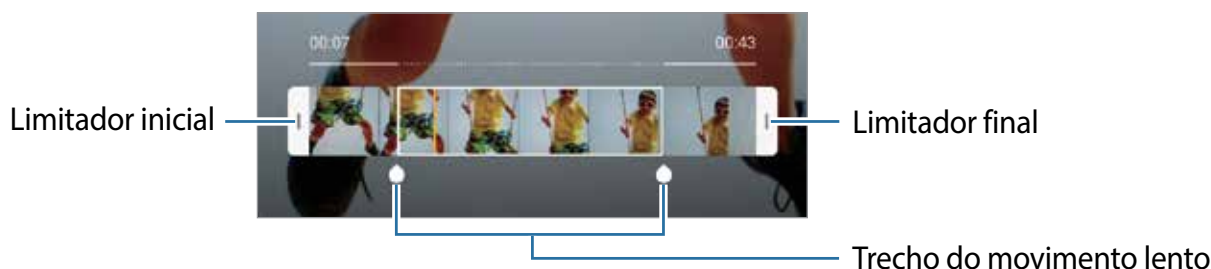 00:07
00:43
Limitador inicial
Limitador final
Trecho do movimento lento